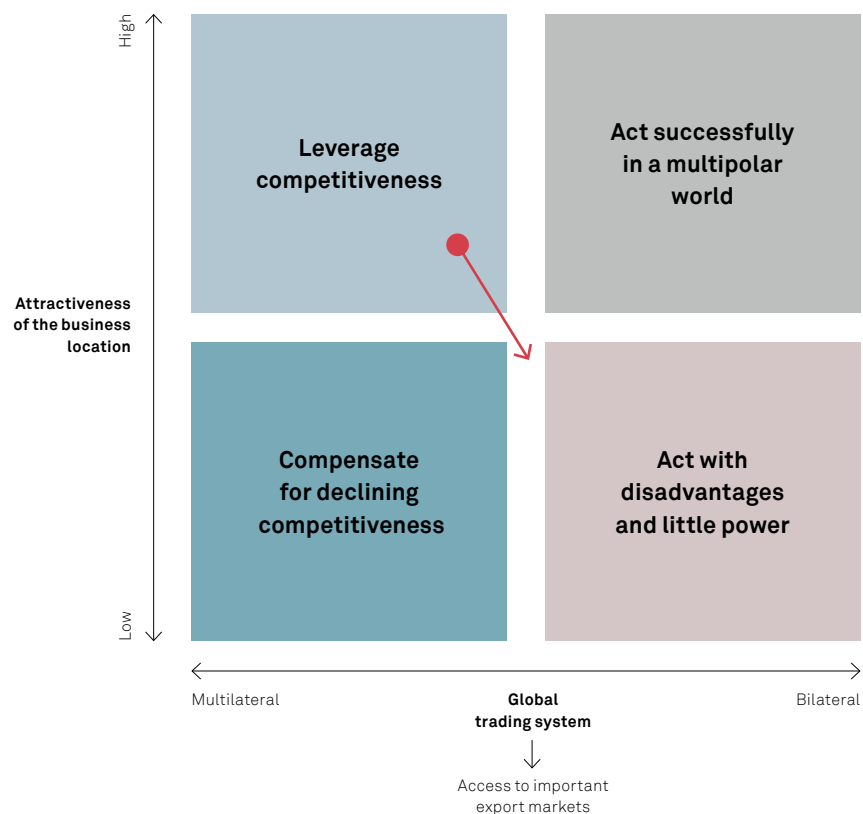 High
Leverage
competitiveness
Act successfully
in a multipolar
world
Attractiveness
of the business
location
Compensate
for declining
competitiveness
Act with
disadvantages
and little power
Low
Multilateral
Global
trading system
Bilateral
Access to important
export markets